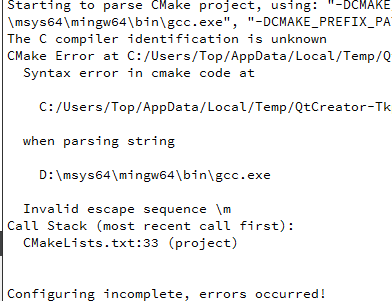 Starting to parse CMake project, using: "-DCMAKE_
\msys64\mingw64\bin\gcc.exe", "-DCMAKE_PREFIX_PA
The C compiler identification is unknown
CMake Error at C:/Users/Top/AppData/Local/Temp/Q
Syntax error in cmake code at
C:/Users/Top/AppData/Local/Temp/QtCreator-Tk
when parsing string
D:\msys64\mingw64\bin\gcc.exe
Invalid escape sequence \m
Call Stack (most recent call first):
CMakeLists.txt:33 (project)
Configuring incomplete, errors occurred!